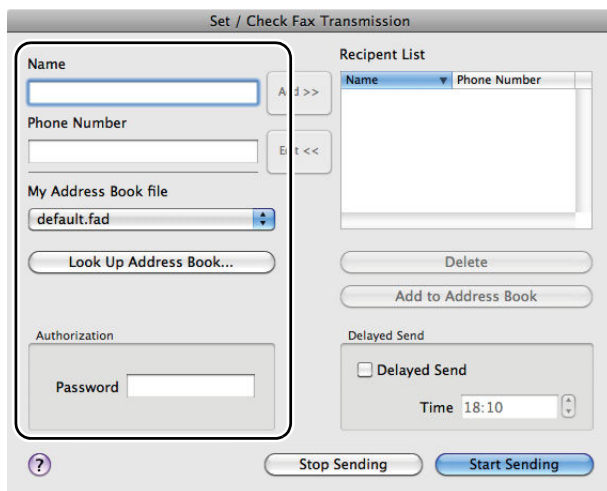 Set / Check Fax Transmission
Name
Add >>
Phone Number
Edit <<
My Address Book file
default.fad
Look Up Address Book...
Authorization
Password
Recipent List
Name ▼ Phone Number
Delete
Add to Address Book
Delayed Send
Delayed Send
Time 18:10
?
Stop Sending
Start Sending